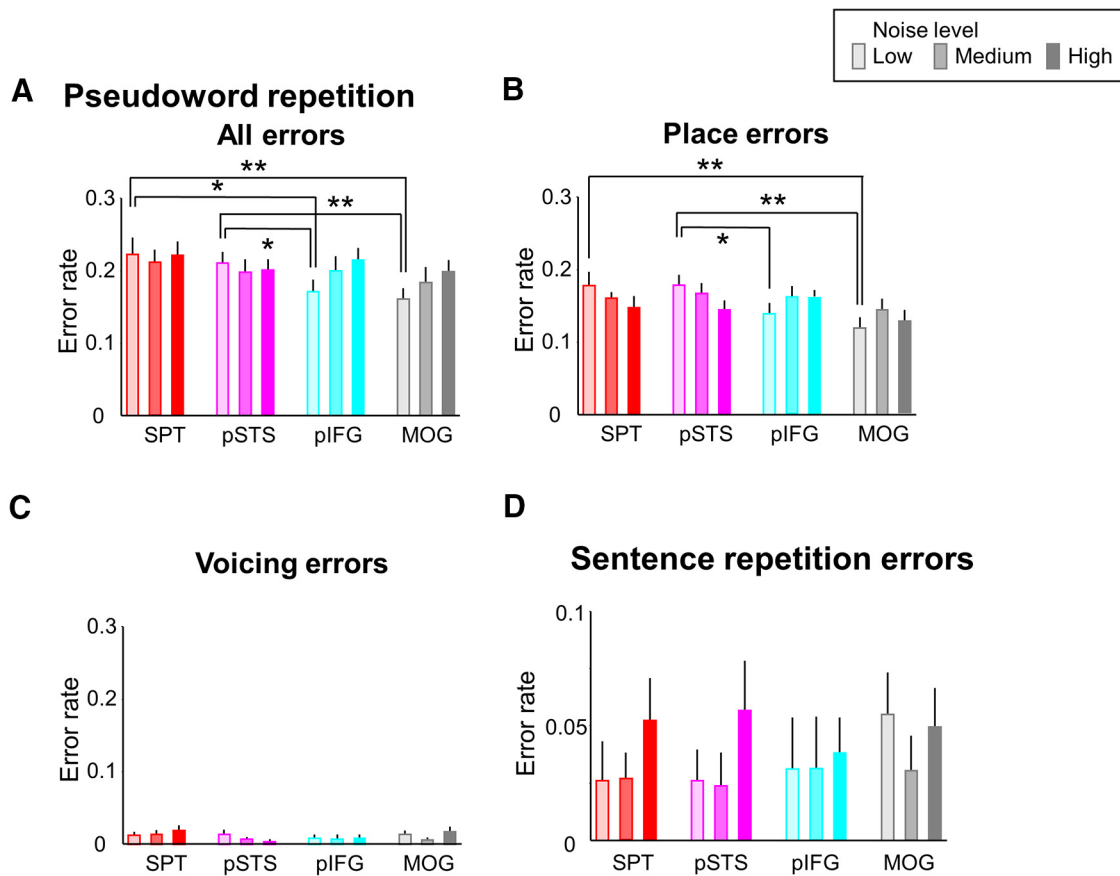 Noise level
Low Medium High
A Pseudoword repetition
All errors
**
*
**
*
0.3
0.2
0.1
0
Error rate
SPT pSTS pIFG MOG
B
Place errors
**
**
*
0.3
0.2
0.1
0
Error rate
SPT pSTS pIFG MOG
C
Voicing errors
0.3
0.2
0.1
0
Error rate
SPT pSTS pIFG MOG
D
Sentence repetition errors
0.1
0.05
0
Error rate
SPT pSTS pIFG MOG